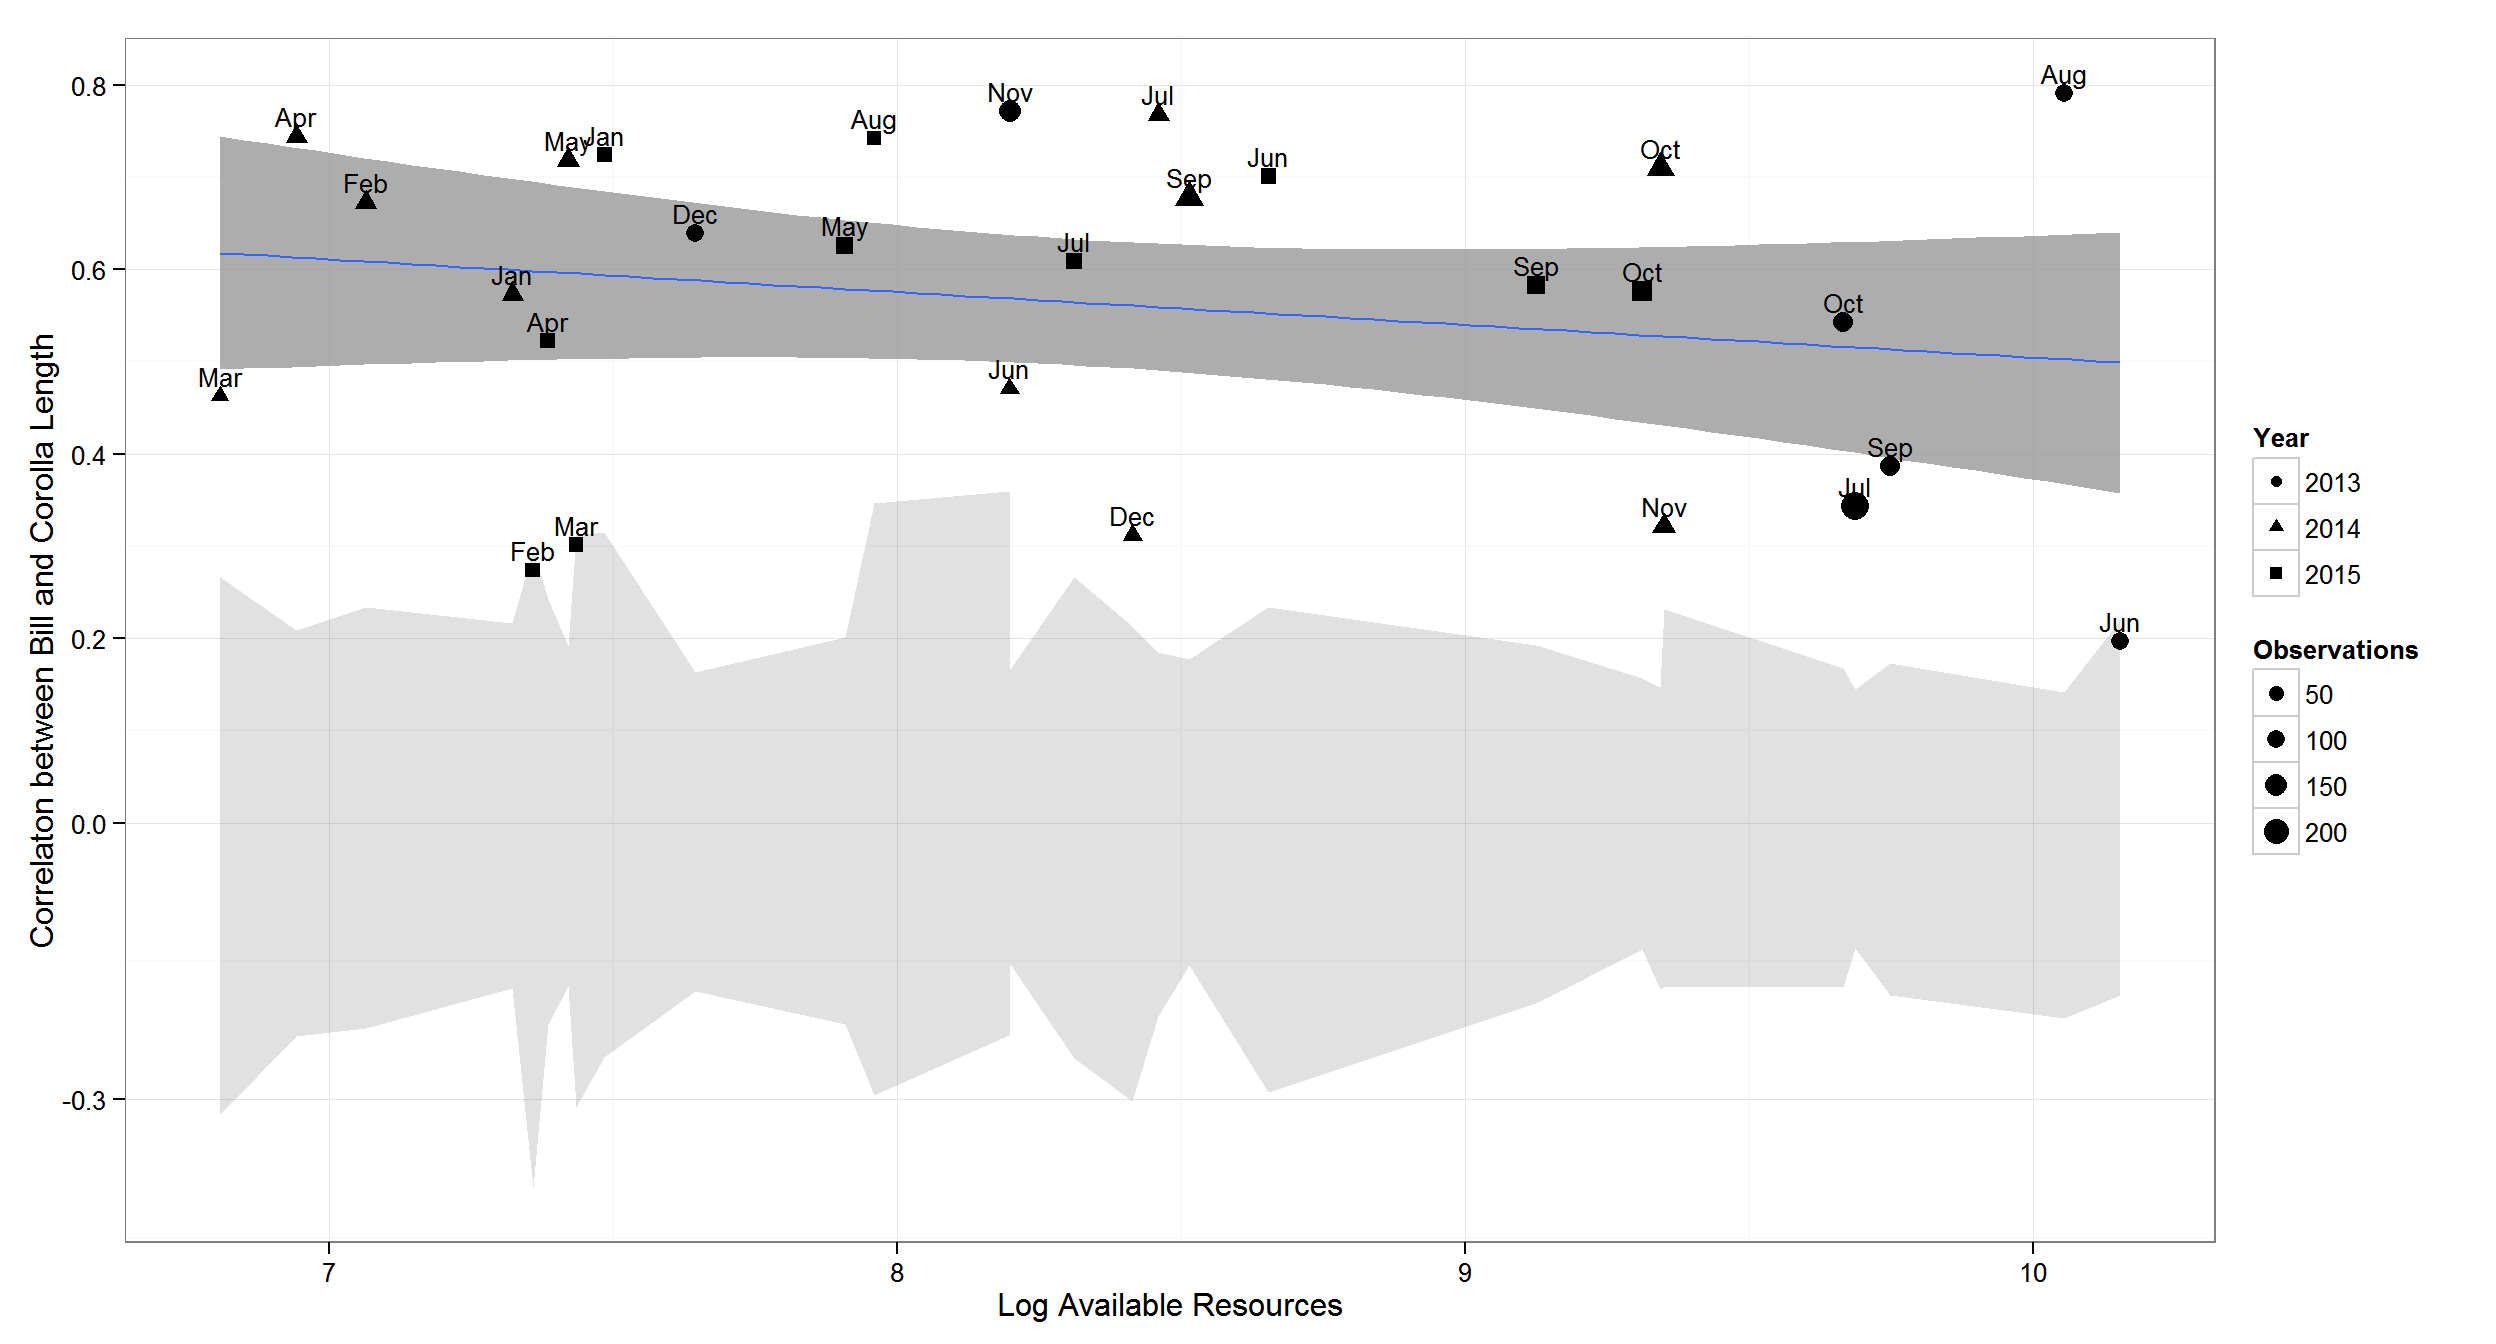 Correlaton between Bill and Corolla Length
0.8
0.6
0.4
0.2
0.0
-0.3
Aug
Nov
Jul
Apr
Aug
May
Jan
Oct
Jun
Sep
Feb
Dec
May
Jul
Sep
Oct
Jan
Oct
Apr
Jun
Mar
Sep
Jul
Nov
Dec
Mar
Feb
Jun
7
8
9
10
Log Available Resources
Year
2013
2014
2015
Observations
50
100
150
200